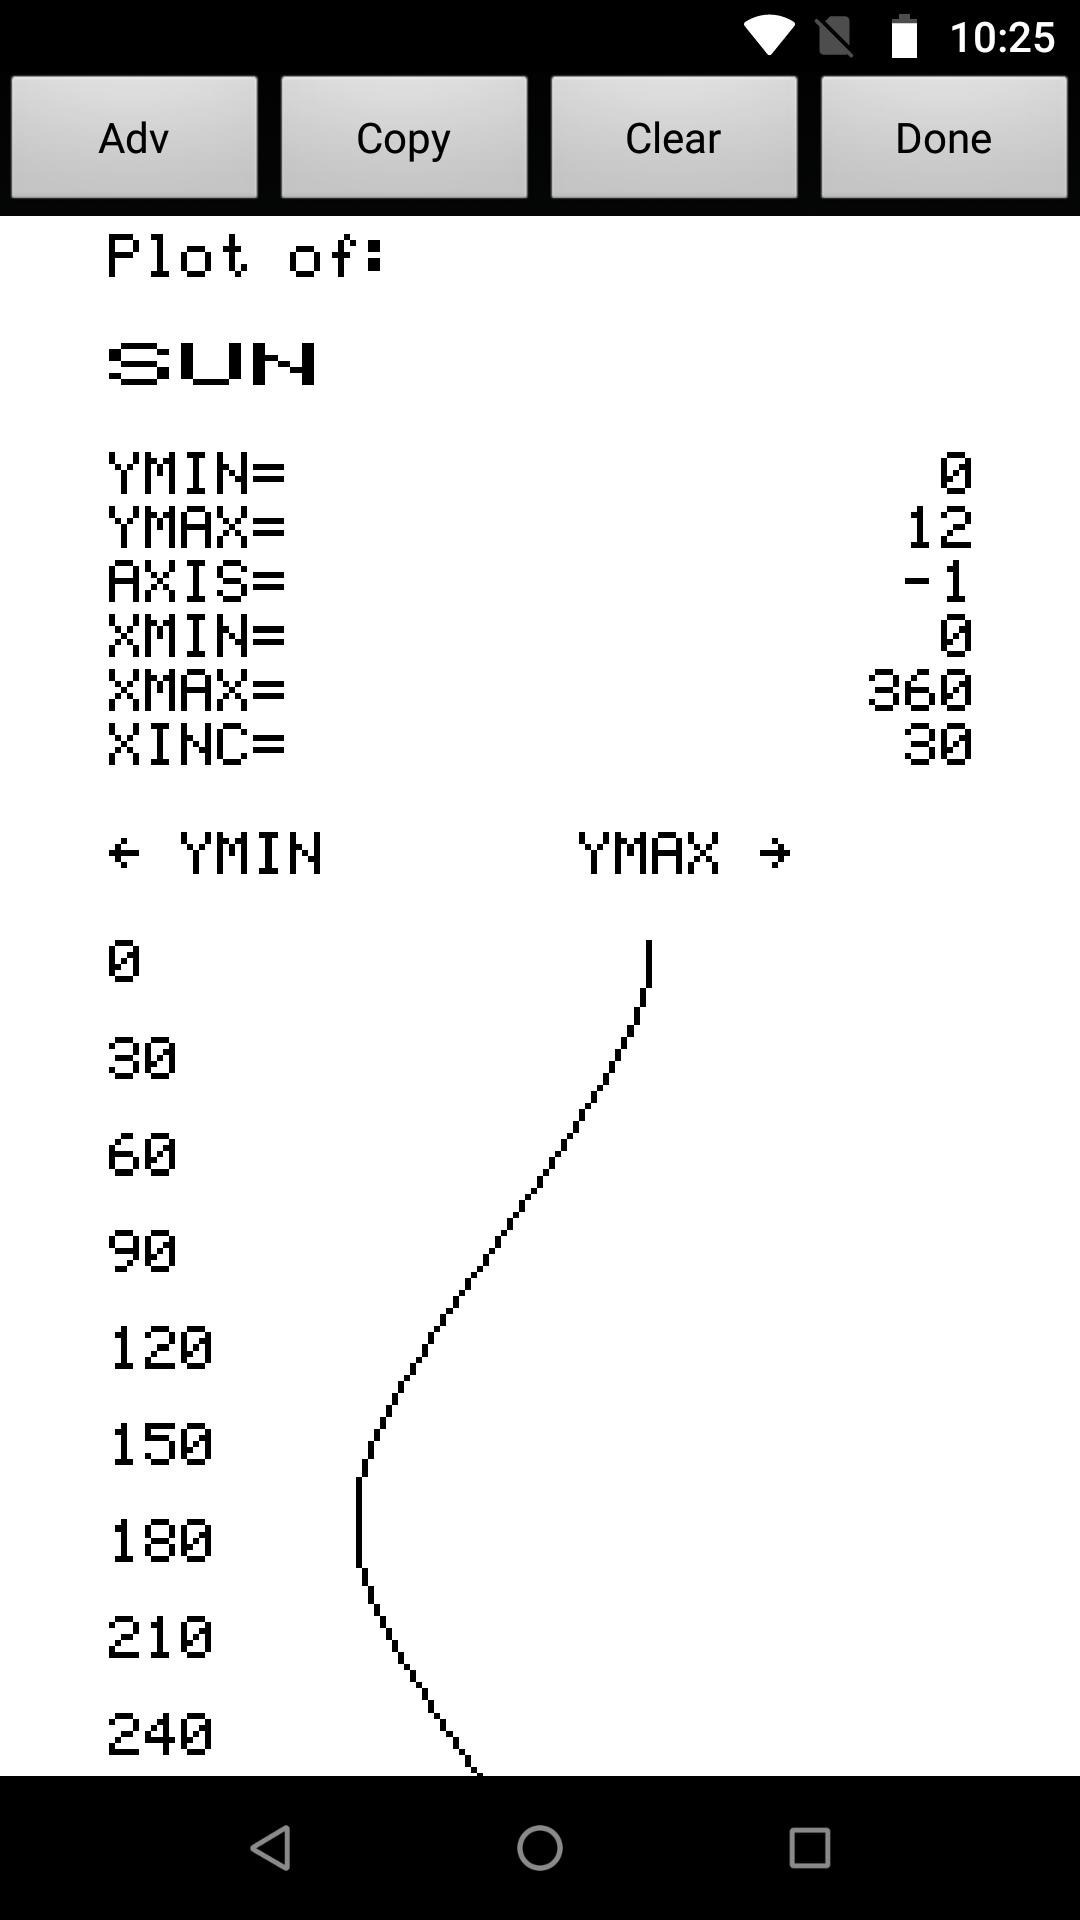 10:25
Adv Copy Clear Done
Plot of:
SUN
YMIN= 0
YMAX= 12
AXIS= -1
XMIN= 0
XMAX= 360
XINC= 30
← YMIN YMAX →
0
30
60
90
120
150
180
210
240